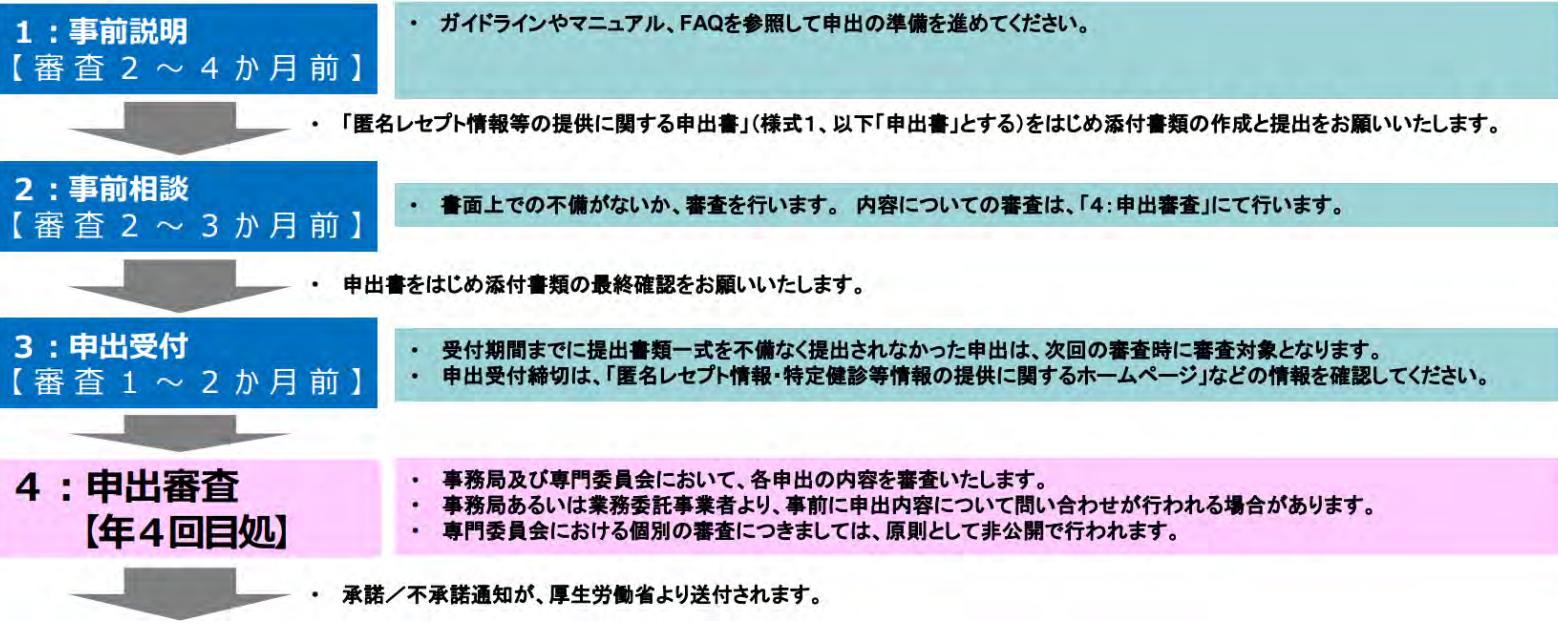 1：事前説明
【審査2～4か月前】
・ ガイドラインやマニュアル、FAQを参照して申出の準備を進めてください。
・ 「匿名レセプト情報等の提供に関する申出書」（様式1、以下「申出書」とする）をはじめ添付書類の作成と提出をお願いいたします。
2：事前相談
【審査2～3か月前】
・ 書面上での不備がないか、審査を行います。 内容についての審査は、「4：申出審査」にて行います。
・ 申出書をはじめ添付書類の最終確認をお願いいたします。
3：申出受付
【審査1～2か月前】
・ 受付期間までに提出書類一式を不備なく提出されなかった申出は、次回の審査時に審査対象となります。
・ 申出受付締切は、「匿名レセプト情報・特定健診等情報の提供に関するホームページ」などの情報を確認してください。
4：申出審査
【年4回目処】
・ 事務局及び専門委員会において、各申出の内容を審査いたします。
・ 事務局あるいは業務委託事業者より、事前に申出内容について問い合わせが行われる場合があります。
・ 専門委員会における個別の審査につきましては、原則として非公開で行われます。
・ 承諾／不承諾通知が、厚生労働省より送付されます。